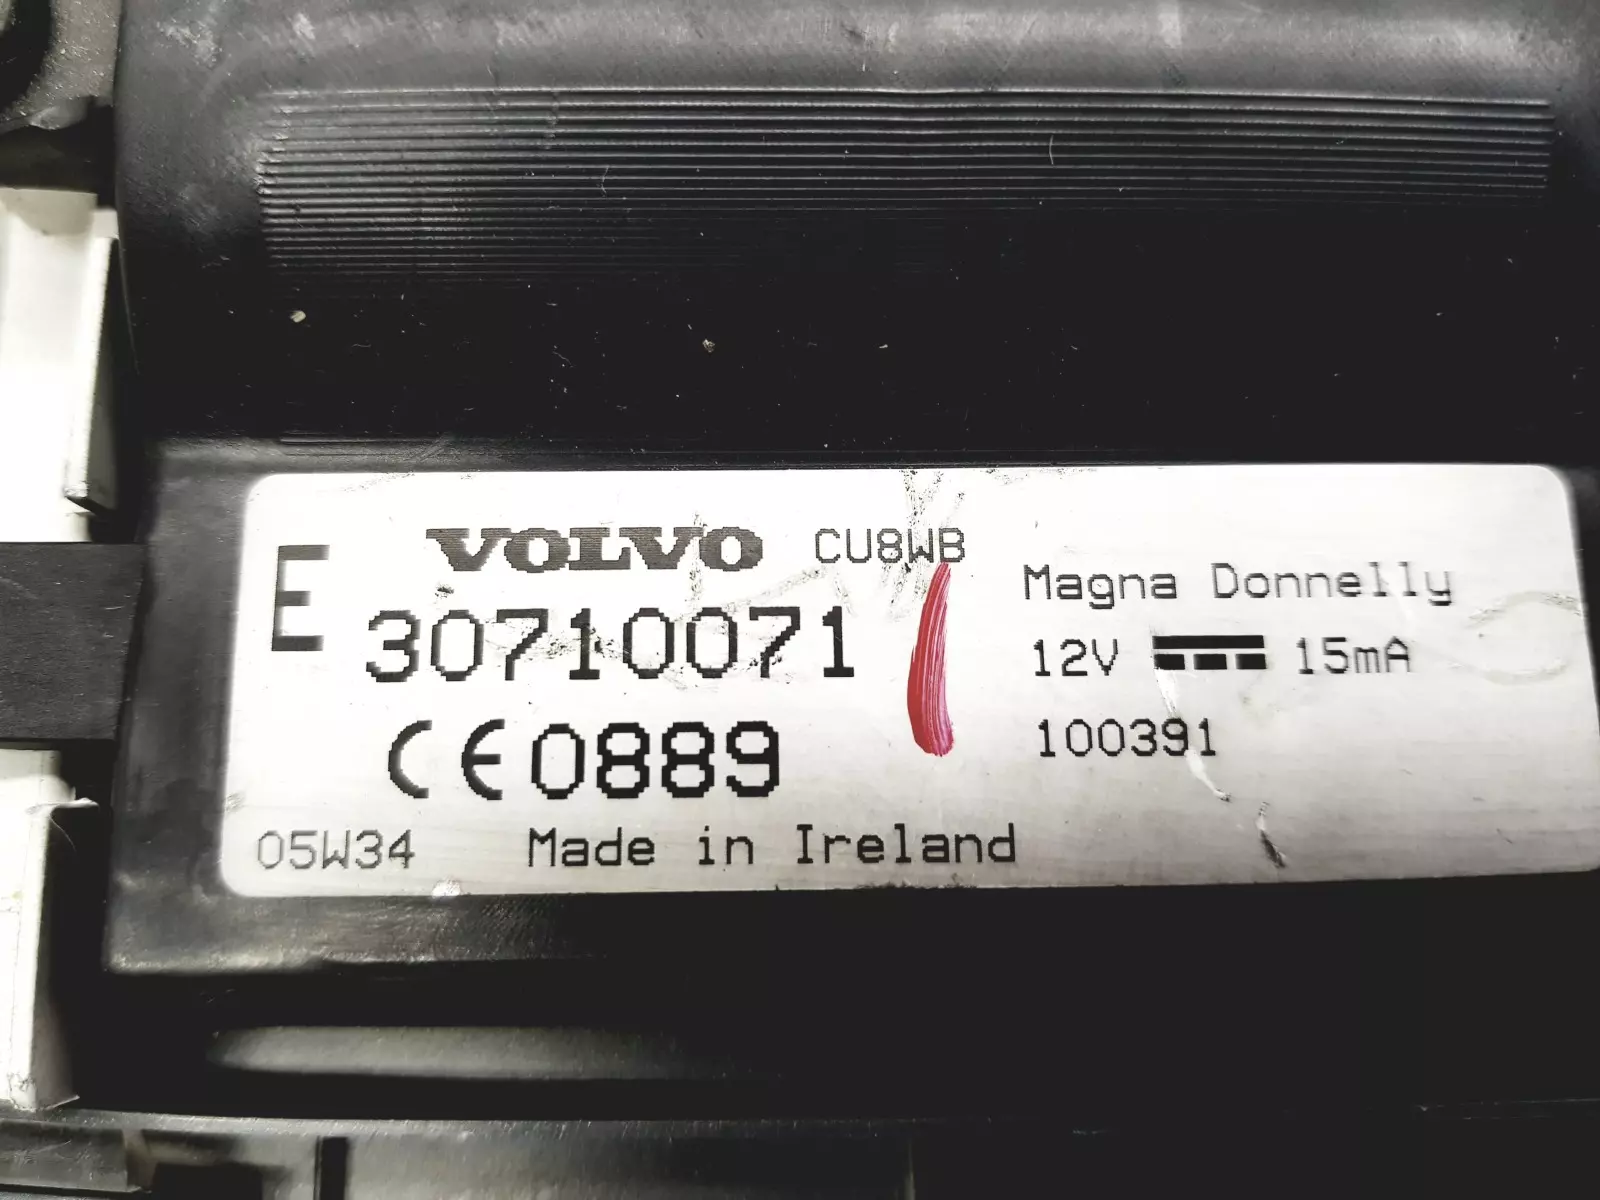 E VOLVO CU8WB
30710071
CE 0889
05W34 Made in Ireland
Magna Donnelly
12V 15mA
100391